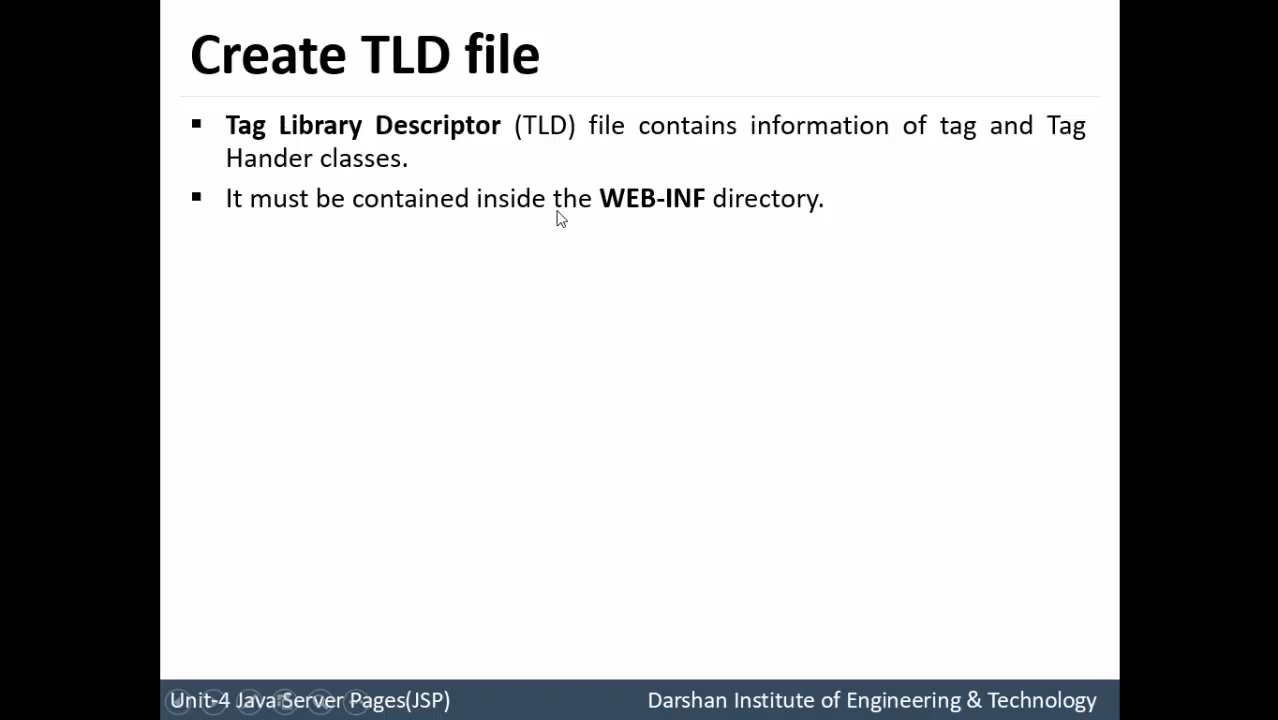 Create TLD file
▪ Tag Library Descriptor (TLD) file contains information of tag and Tag
Hander classes.
▪ It must be contained inside the WEB-INF directory.
Unit-4 Java Server Pages(JSP)
Darshan Institute of Engineering & Technology